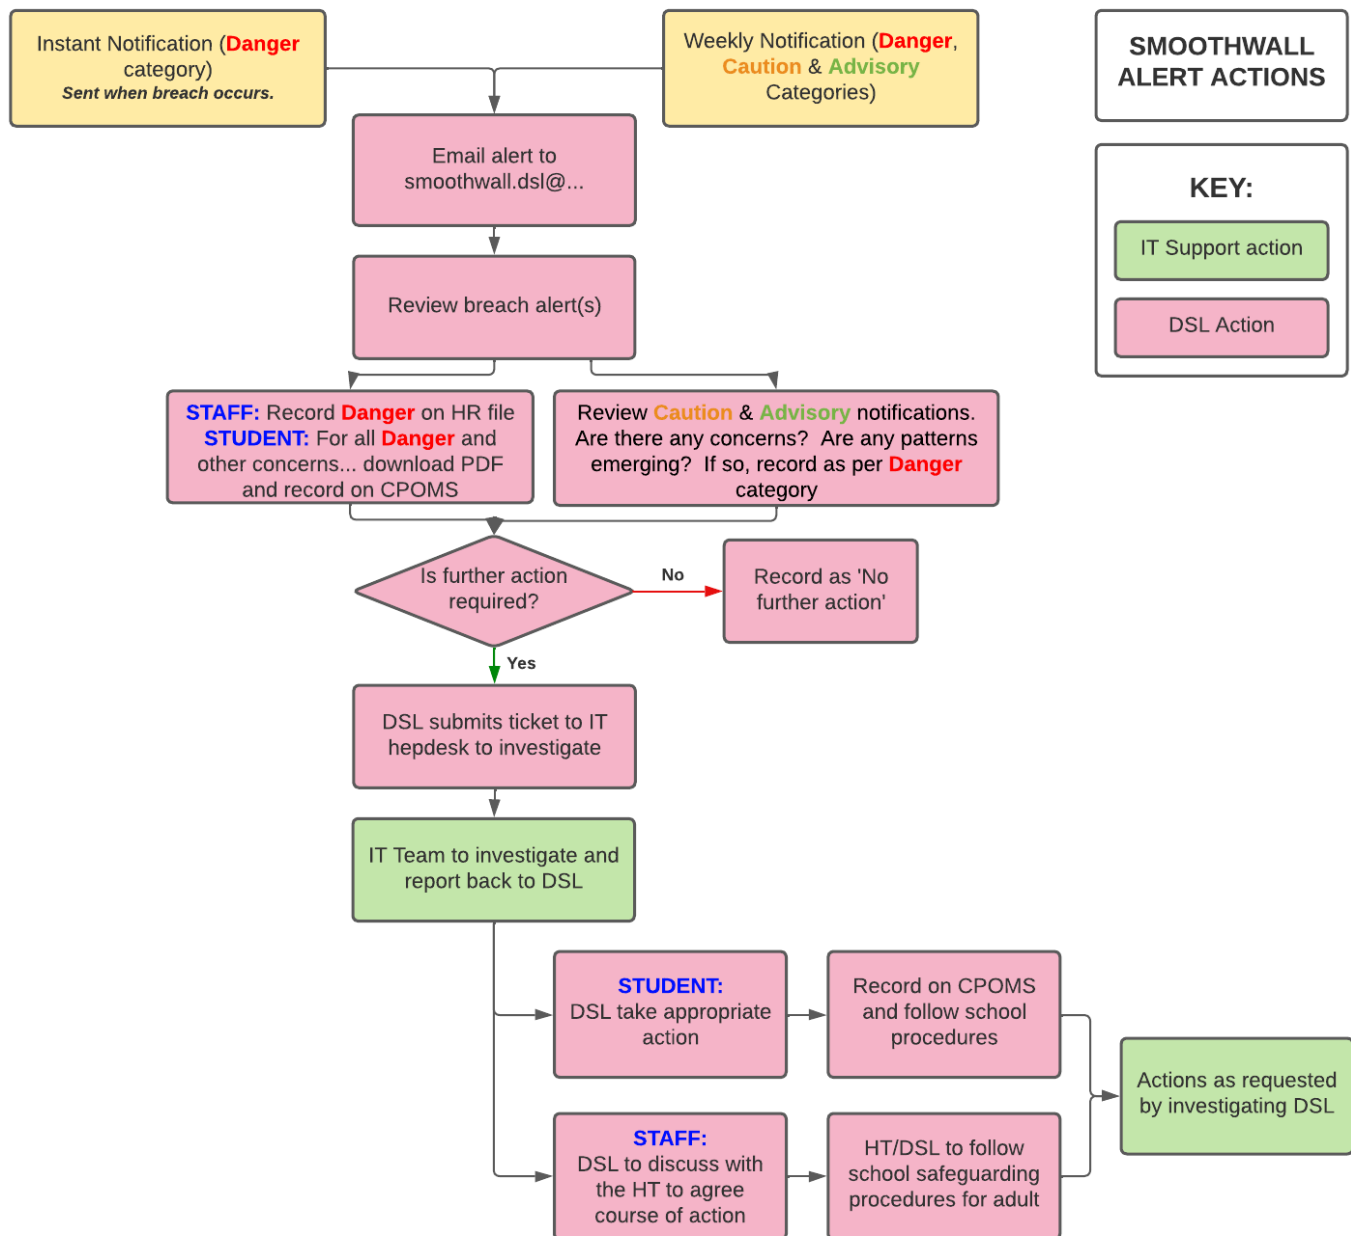 Instant Notification (Danger
category)
Sent when breach occurs.
Weekly Notification (Danger,
Caution & Advisory
Categories)
SMOOTHWALL
ALERT ACTIONS
Email alert to
smoothwall.dsl@...
KEY:
IT Support action
DSL Action
Review breach alert(s)
STAFF: Record Danger on HR file
STUDENT: For all Danger and
other concerns... download PDF
and record on CPOMS
Review Caution & Advisory notifications.
Are there any concerns?  Are any patterns
emerging?  If so, record as per Danger
category
Is further action
required?
No
Record as 'No
further action'
Yes
DSL submits ticket to IT
hepdesk to investigate
IT Team to investigate and
report back to DSL
STUDENT:
DSL take appropriate
action
Record on CPOMS
and follow school
procedures
Actions as requested
by investigating DSL
STAFF:
DSL to discuss with
the HT to agree
course of action
HT/DSL to follow
school safeguarding
procedures for adult